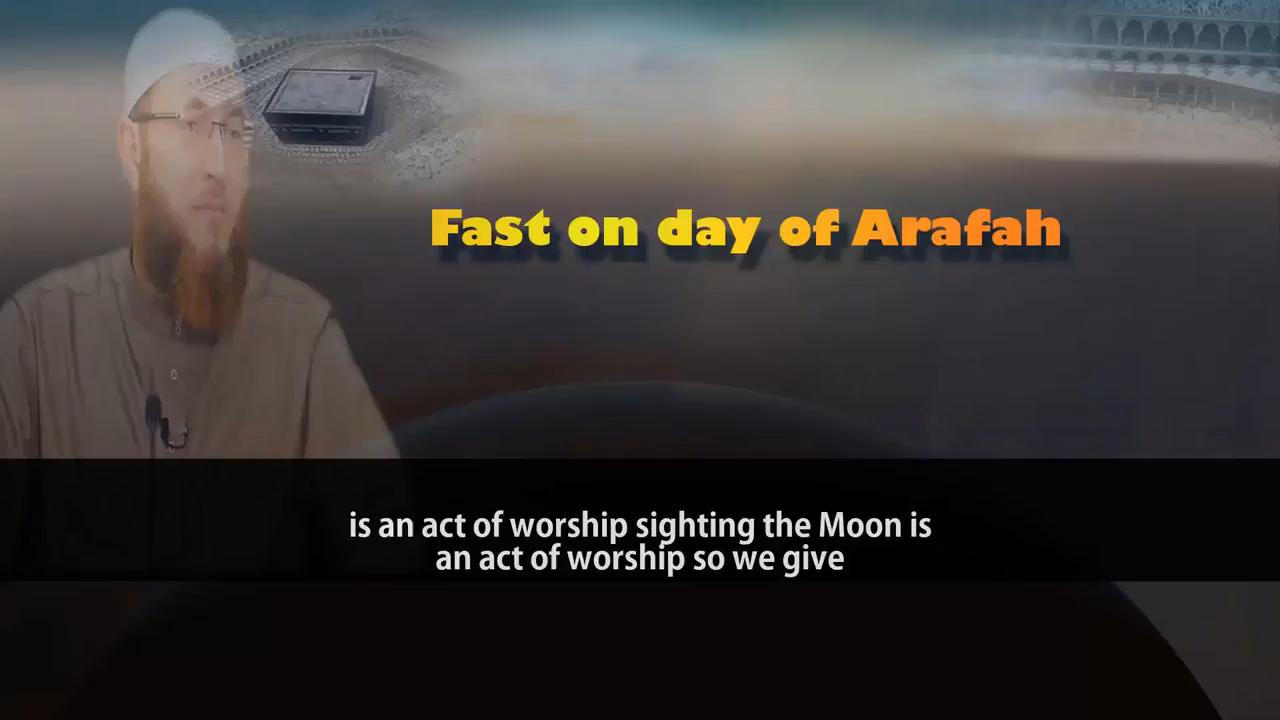 Fast on day of Arafah
is an act of worship sighting the Moon is
an act of worship so we give